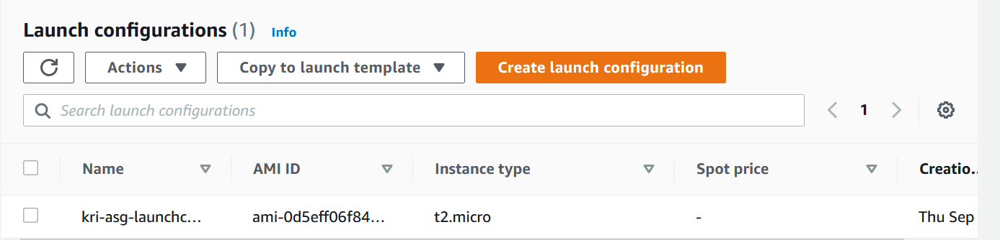 Launch configurations (1) Info
Actions Copy to launch template Create launch configuration
Search launch configurations 1
Name AMI ID Instance type Spot price Creatio..
kri-asg-launchc... ami-0d5eff06f84... t2.micro - Thu Sep